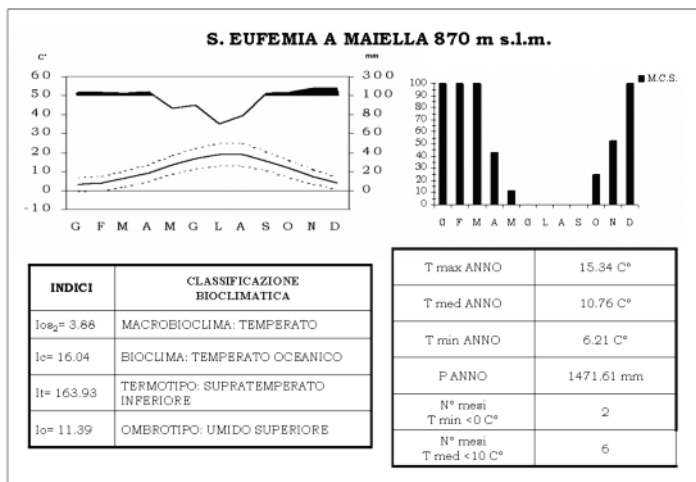 S. EUFEMIA A MAIELLA 870 m s.l.m.
C° mm
60 300
50 100
40 80
30 60
20 40
10 20
0 0
-10
G F M A M G L A S O N D
M.C.S.
100
90
80
70
60
50
40
30
20
10
0
G F M A M G L A S O N D
INDICI CLASSIFICAZIONE
BIOCLIMATICA
Ios2= 3.88 MACROBIOCLIMA: TEMPERATO
Ic= 16.04 BIOCLIMA: TEMPERATO OCEANICO
It= 163.93 TERMOTIPO: SUPRATEMPERATO
INFERIORE
Io= 11.39 OMBROTIPO: UMIDO SUPERIORE
T max ANNO 15.34 C°
T med ANNO 10.76 C°
T min ANNO 6.21 C°
P ANNO 1471.61 mm
N° mesi
T min <0 C° 2
N° mesi
T med <10 C° 6